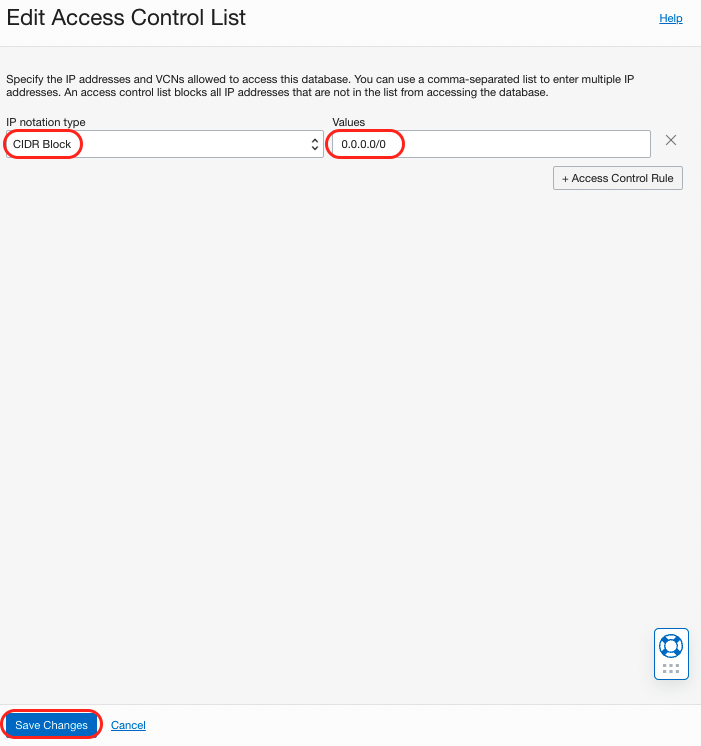 Edit Access Control List
Help
Specify the IP addresses and VCNs allowed to access this database. You can use a comma-separated list to enter multiple IP
addresses. An access control list blocks all IP addresses that are not in the list from accessing the database.
IP notation type
Values
CIDR Block
0.0.0.0/0
+ Access Control Rule
Save Changes
Cancel